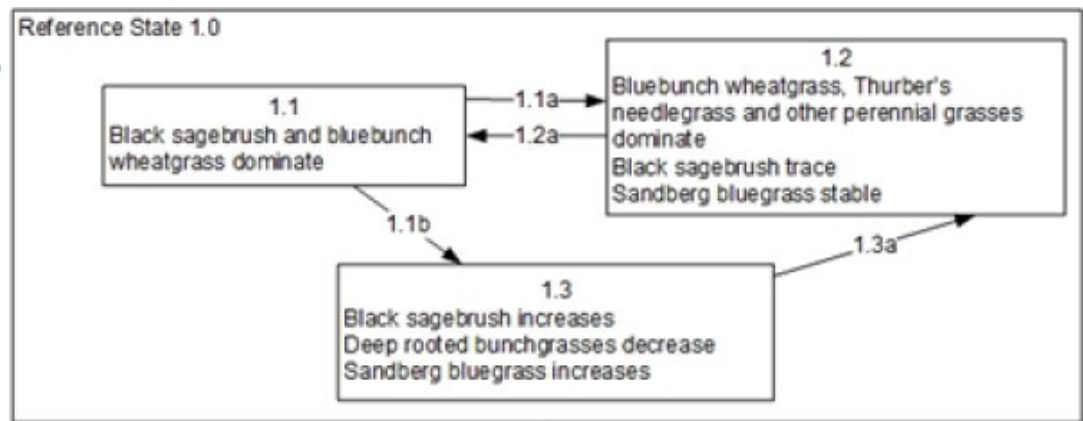 Reference State 1.0
1.1
Black sagebrush and bluebunch
wheatgrass dominate
1.1a
1.2a
1.2
Bluebunch wheatgrass, Thurber's
needlegrass and other perennial grasses
dominate
Black sagebrush trace
Sandberg bluegrass stable
1.1b
1.3a
1.3
Black sagebrush increases
Deep rooted bunchgrasses decrease
Sandberg bluegrass increases